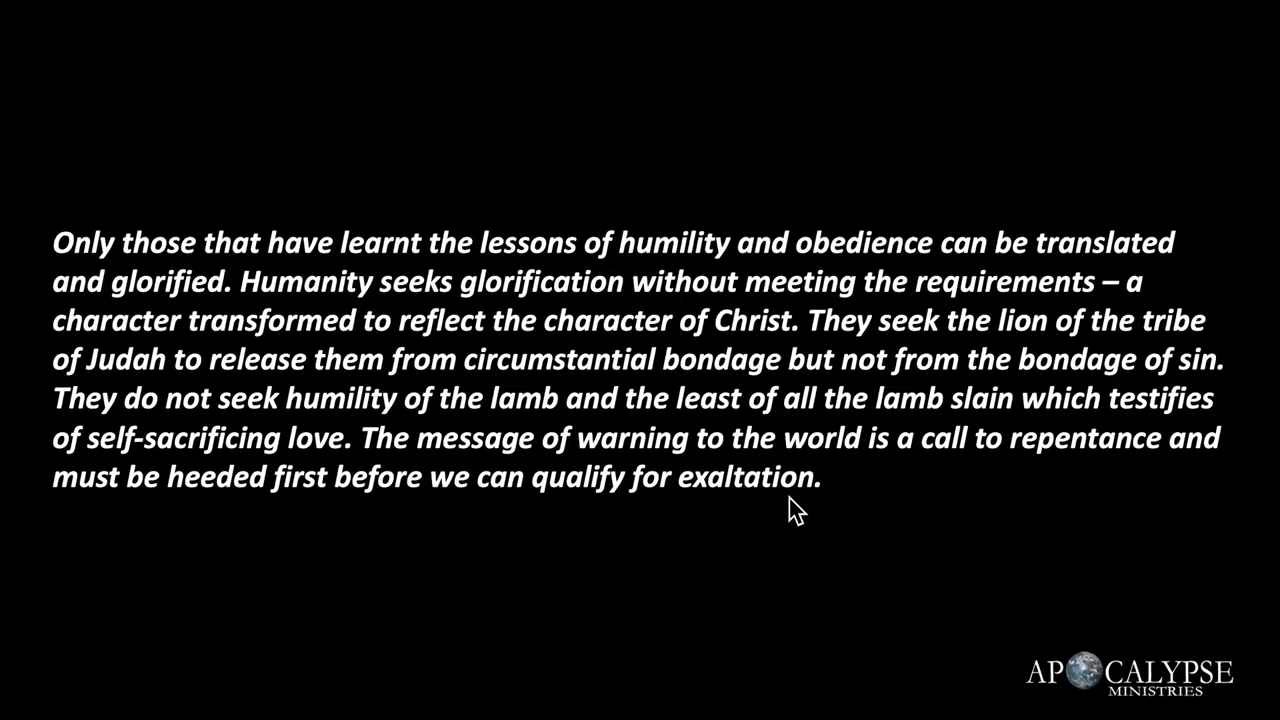 Only those that have learnt the lessons of humility and obedience can be translated
and glorified. Humanity seeks glorification without meeting the requirements – a
character transformed to reflect the character of Christ. They seek the lion of the tribe
of Judah to release them from circumstantial bondage but not from the bondage of sin.
They do not seek humility of the lamb and the least of all the lamb slain which testifies
of self-sacrificing love. The message of warning to the world is a call to repentance and
must be heeded first before we can qualify for exaltation.
APOCALYPSE
MINISTRIES